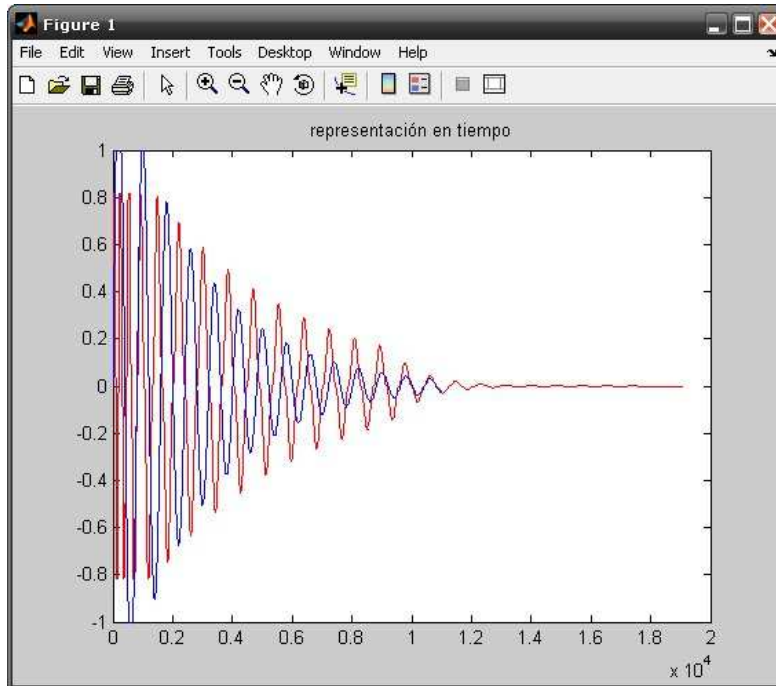 Figure 1
File Edit View Insert Tools Desktop Window Help
representación en tiempo
1
0.8
0.6
0.4
0.2
0
-0.2
-0.4
-0.6
-0.8
-1
0 0.2 0.4 0.6 0.8 1 1.2 1.4 1.6 1.8 2
x 10^4